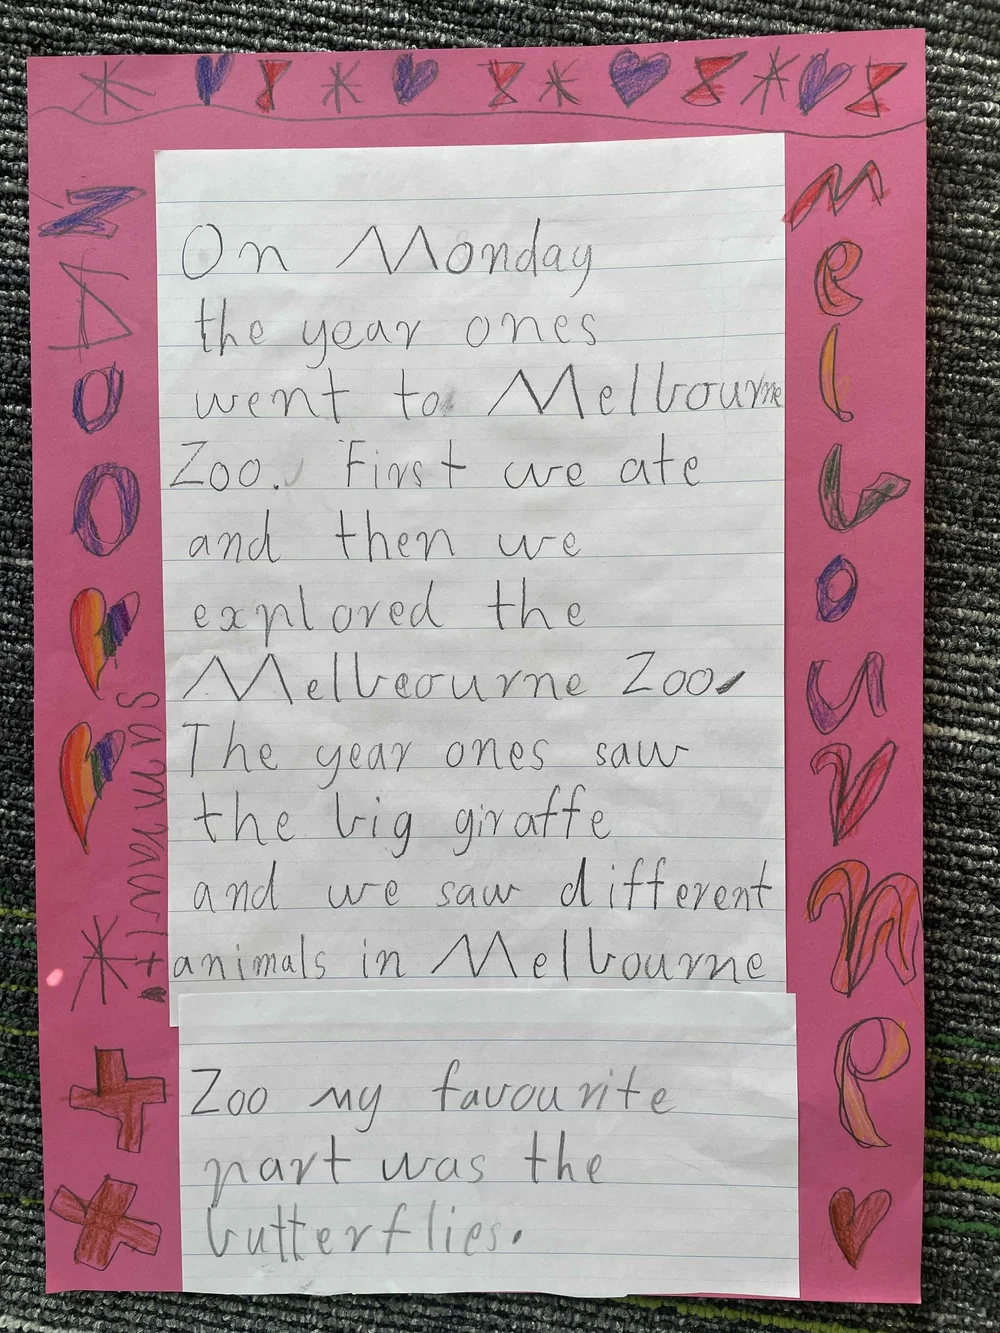 On Monday
the year ones
went to Melbourne
Zoo. First we ate
and then we
explored the
Melbeourne Zoo.
The year ones saw
the big giraffe
and we saw different
animals in Melbourne
Zoo my favourite
part was the
butterflies.
Melbourne